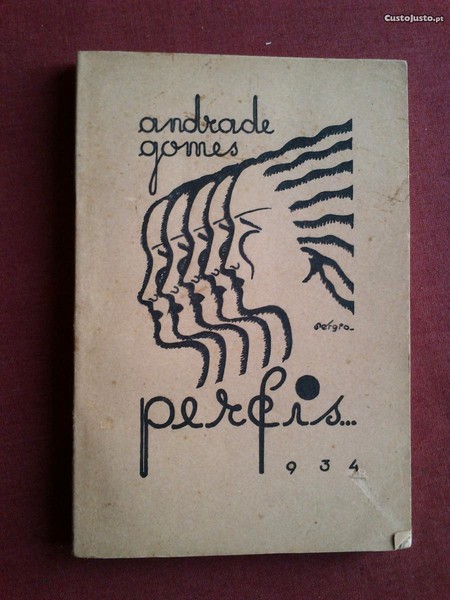 CustoJusto.pt
andrade
gomes
perfis...
934